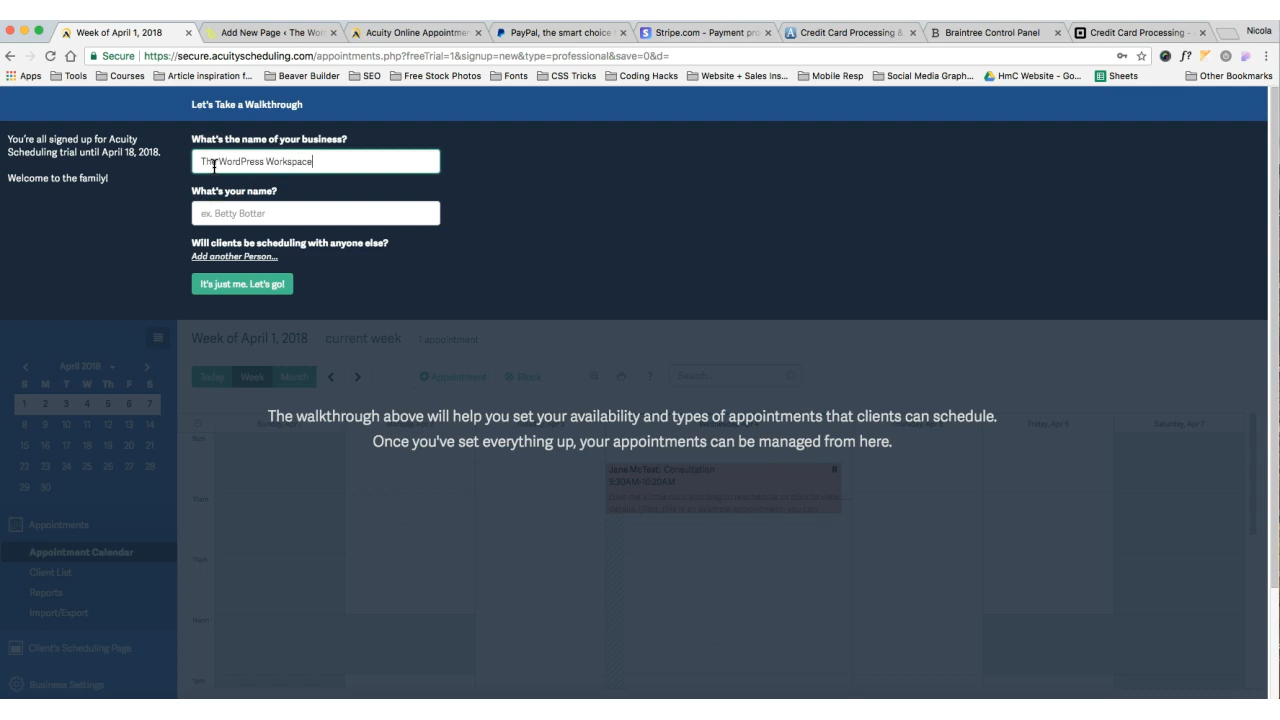 Week of April 1, 2018
Add New Page ‹ The Wor
Acuity Online Appointmen
PayPal, the smart choice
Stripe.com - Payment pro
Credit Card Processing &
Braintree Control Panel
Credit Card Processing -
Nicola
Secure https://secure.acuityscheduling.com/appointments.php?freeTrial=1&signup=new&type=professional&save=0&d=
Apps Tools Courses Article inspiration f... Beaver Builder SEO Free Stock Photos Fonts CSS Tricks Coding Hacks Website + Sales Ins... Mobile Resp Social Media Graph... HmC Website - Go... Sheets Other Bookmarks
Let's Take a Walkthrough
You're all signed up for Acuity
Scheduling trial until April 18, 2018.
Welcome to the family!
What's the name of your business?
The WordPress Workspace
What's your name?
ex. Betty Botter
Will clients be scheduling with anyone else?
Add another Person...
It's just me. Let's go!
April 2018
S M T W Th F S
1 2 3 4 5 6 7
8 9 10 11 12 13 14
15 16 17 18 19 20 21
22 23 24 25 26 27 28
29 30
Appointments
Appointment Calendar
Client List
Reports
Import/Export
Client's Scheduling Page
Business Settings
Week of April 1, 2018 current week 1 appointment
Today Week Month Appointment Block ? Search...
The walkthrough above will help you set your availability and types of appointments that clients can schedule.
Once you've set everything up, your appointments can be managed from here.
Friday, Apr 6
Saturday, Apr 7
Jane McTest: Consultation
9:30AM-10:20AM